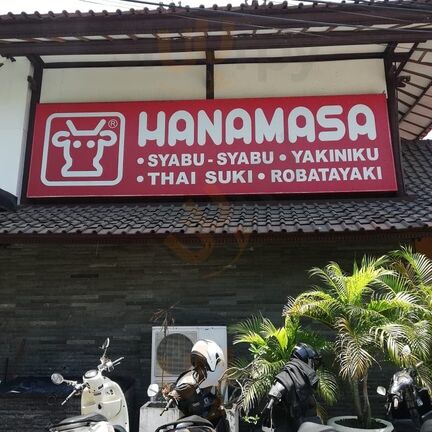 HANAMASA
®
• SYABU - SYABU • YAKINIKU
• THAI SUKI • ROBATAYAKI